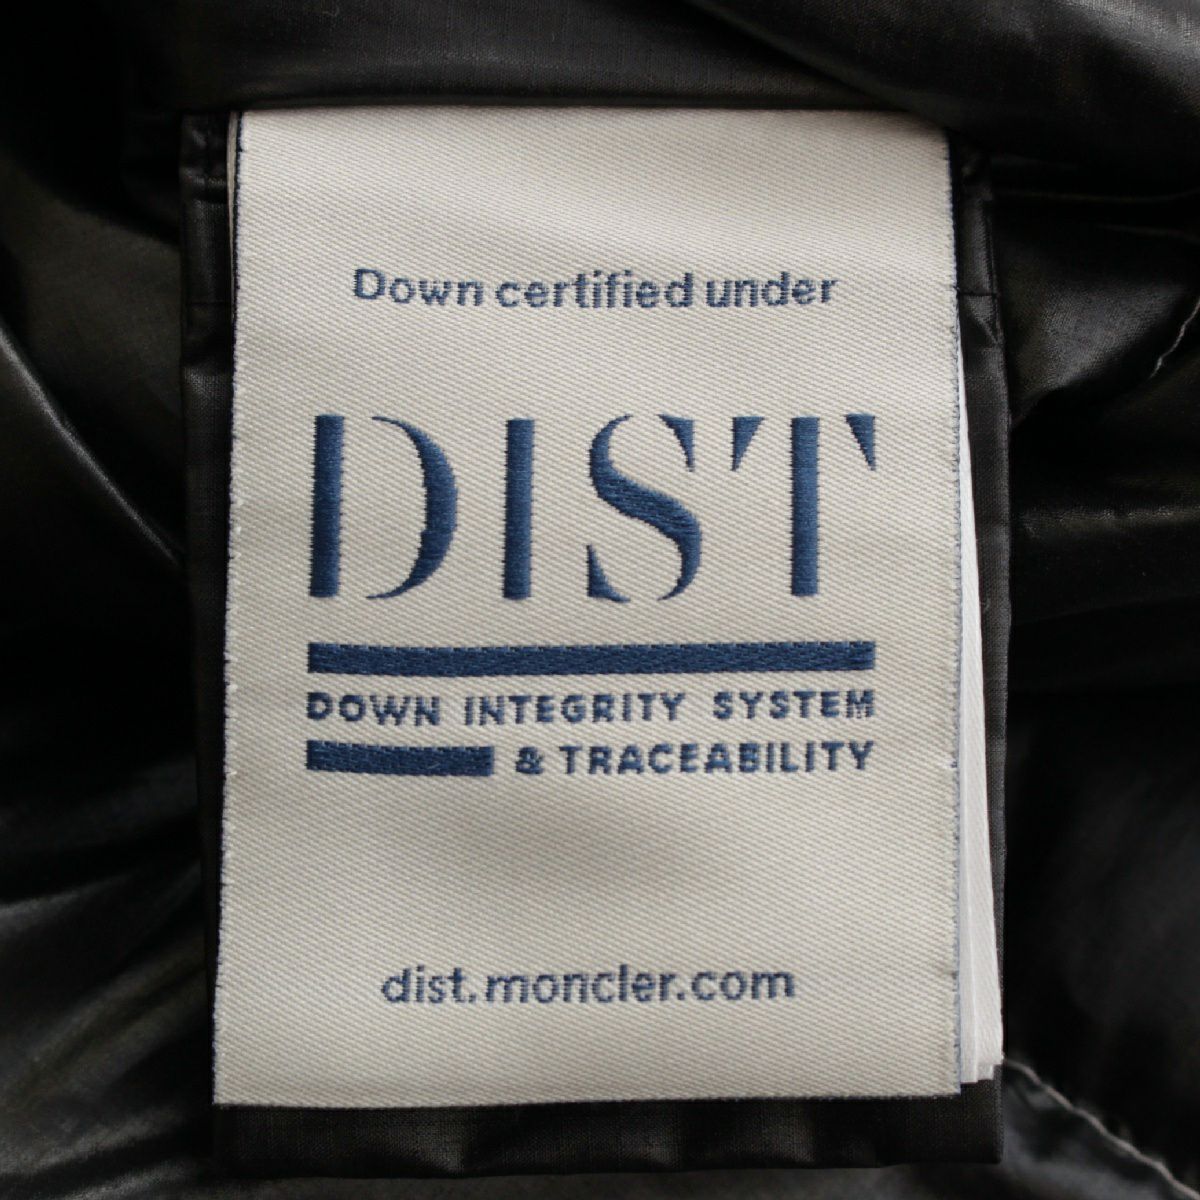 Down certified under
DIST
DOWN INTEGRITY SYSTEM
& TRACEABILITY
dist.moncler.com